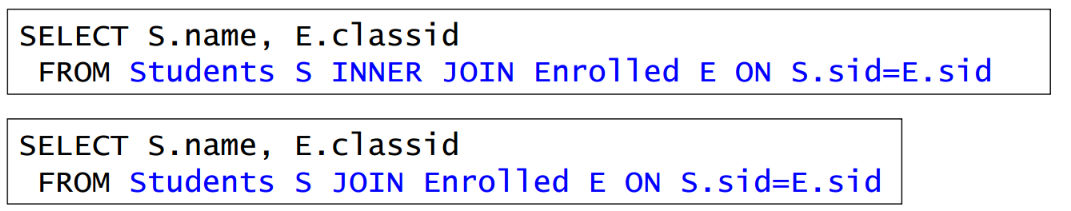 SELECT S.name, E.classid
FROM Students S INNER JOIN Enrolled E ON S.sid=E.sid
SELECT S.name, E.classid
FROM Students S JOIN Enrolled E ON S.sid=E.sid